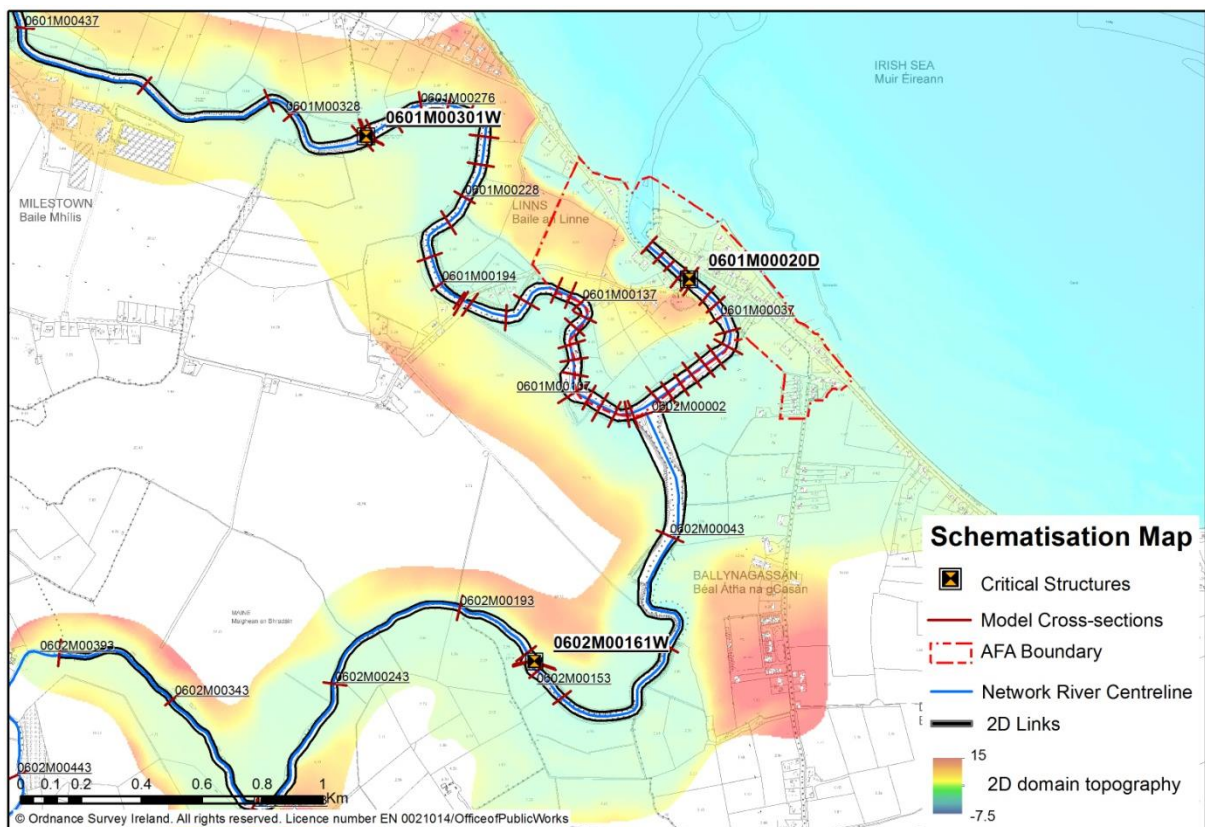 0601M00437
IRISH SEA
Muir Éireann
0601M00276
0601M00328
0601M00301W
MILESTOWN
Baile Mhilis
0601M00228
LINNS
Baile an Linne
0601M00020D
0601M00194
0601M00137
0601M00037
0601M00107
0602M00002
0602M00043
BALLYNAGASSAN
Béal Átha na gCasán
0602M00193
MAINE
0602M00161W
0602M00393
0602M00153
0602M00243
0602M00343
0602M00443
0 0.1 0.2 0.4 0.6 0.8 1
Km
© Ordnance Survey Ireland. All rights reserved. Licence number EN 0021014/OfficeofPublicWorks
Schematisation Map
Critical Structures
Model Cross-sections
AFA Boundary
Network River Centreline
2D Links
15
2D domain topography
-7.5